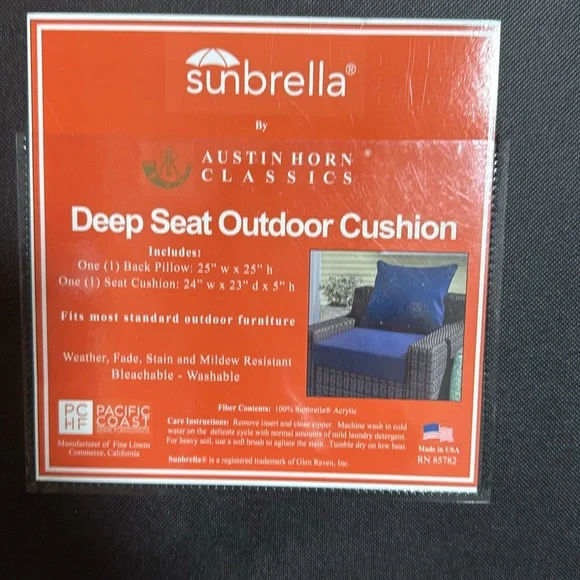 sunbrella®
By
AUSTIN HORN ®
CLASSICS
Deep Seat Outdoor Cushion
Includes:
One (1) Back Pillow: 25" w x 25" h
One (1) Seat Cushion: 24" w x 23" d x 5" h
Fits most standard outdoor furniture
Weather, Fade, Stain and Mildew Resistant
Bleachable - Washable
PC
HF
PACIFIC
COAST
HOME FURNISHINGS
Manufacturer of Fine Linens
Commerce, California
Fiber Contents: 100% Sunbrella® Acrylic
Care Instructions: Remove insert and close zipper. Machine wash in cold
water on the delicate cycle with normal amounts of mild laundry detergent.
For heavy soil, use a soft brush to agitate the stain. Tumble dry on low heat.
Sunbrella® is a registered trademark of Glen Raven, Inc.
Made in USA
RN 85782